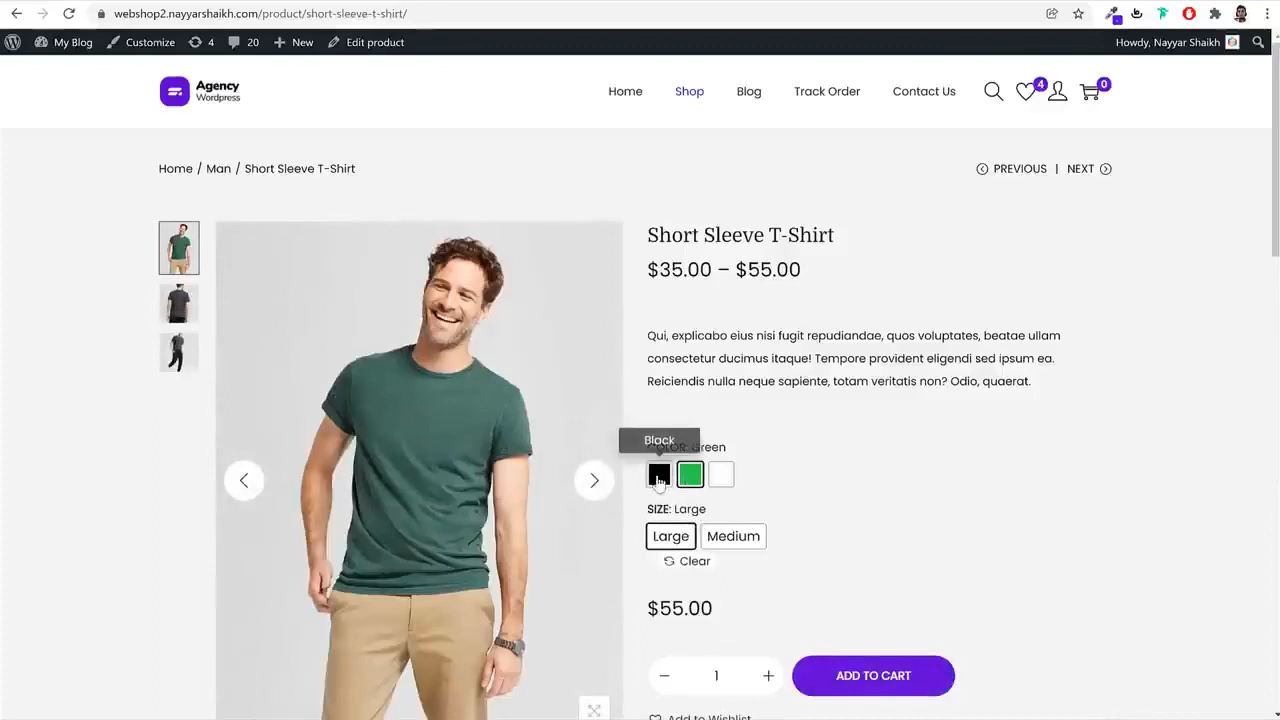 webshop2.nayyarshaikh.com/product/short-sleeve-t-shirt/
My Blog Customize 4 20 New Edit product Howdy, Nayyar Shaikh
Agency
Wordpress
Home Shop Blog Track Order Contact Us 4 0
Home / Man / Short Sleeve T-Shirt
PREVIOUS | NEXT
Short Sleeve T-Shirt
$35.00 – $55.00
Qui, explicabo eius nisi fugit repudiandae, quos voluptates, beatae ullam
consectetur ducimus itaque! Tempore provident eligendi sed ipsum ea.
Reiciendis nulla neque sapiente, totam veritatis non? Odio, quaerat.
Black
COLOR: Green
SIZE: Large
Large Medium
Clear
$55.00
− 1 + ADD TO CART
Add to Wishlist